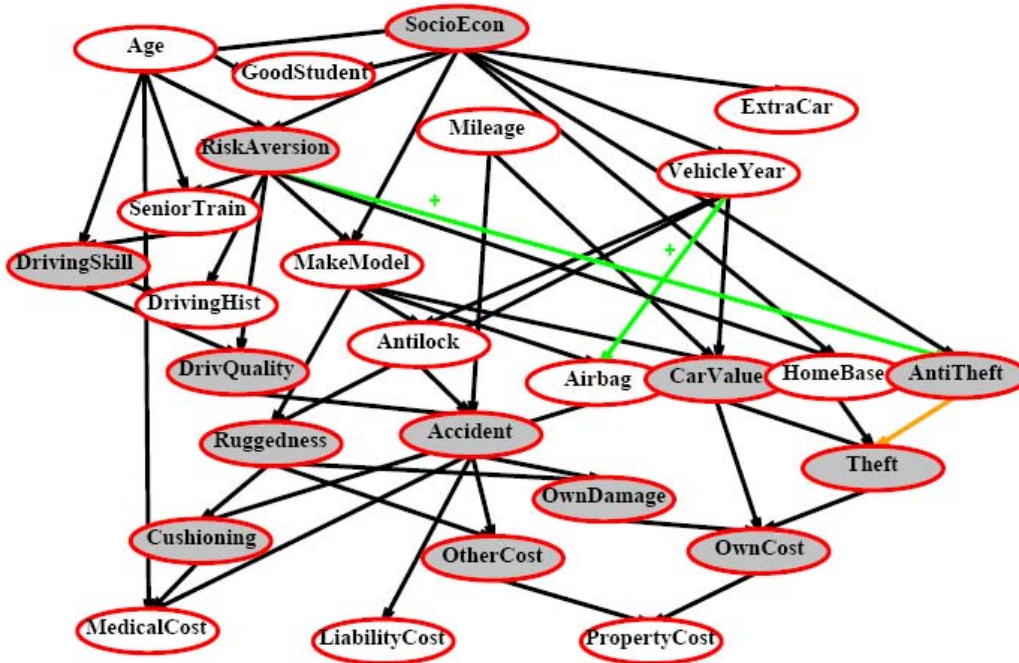 SocioEcon
Age
GoodStudent
ExtraCar
Mileage
RiskAversion
VehicleYear
SeniorTrain
+
+
DrivingSkill
MakeModel
DrivingHist
Antilock
DrivQuality
Airbag
CarValue
HomeBase
AntiTheft
Ruggedness
Accident
Theft
OwnDamage
Cushioning
OtherCost
OwnCost
MedicalCost
LiabilityCost
PropertyCost